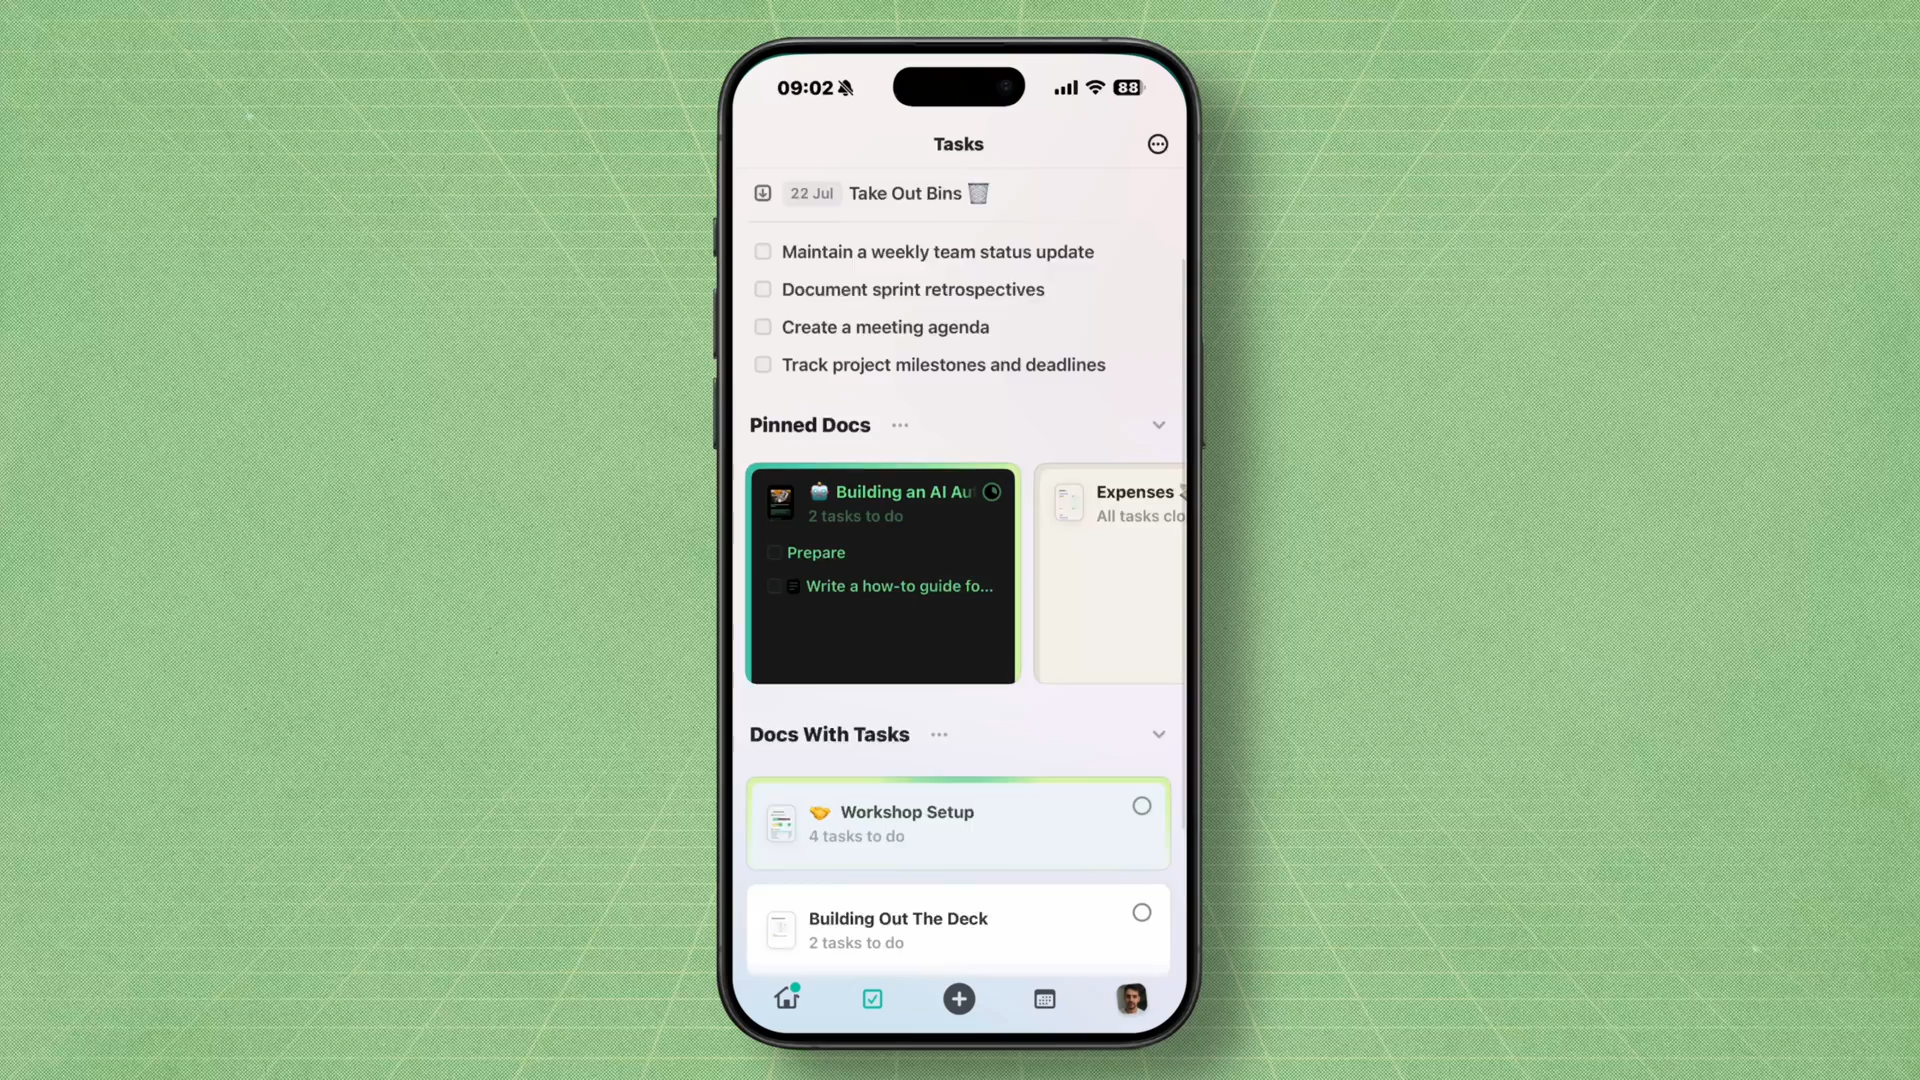 09:02
88
Tasks
22 Jul Take Out Bins
Maintain a weekly team status update
Document sprint retrospectives
Create a meeting agenda
Track project milestones and deadlines
Pinned Docs
Building an AI Au
2 tasks to do
Prepare
Write a how-to guide fo...
Expenses
All tasks clo
Docs With Tasks
Workshop Setup
4 tasks to do
Building Out The Deck
2 tasks to do